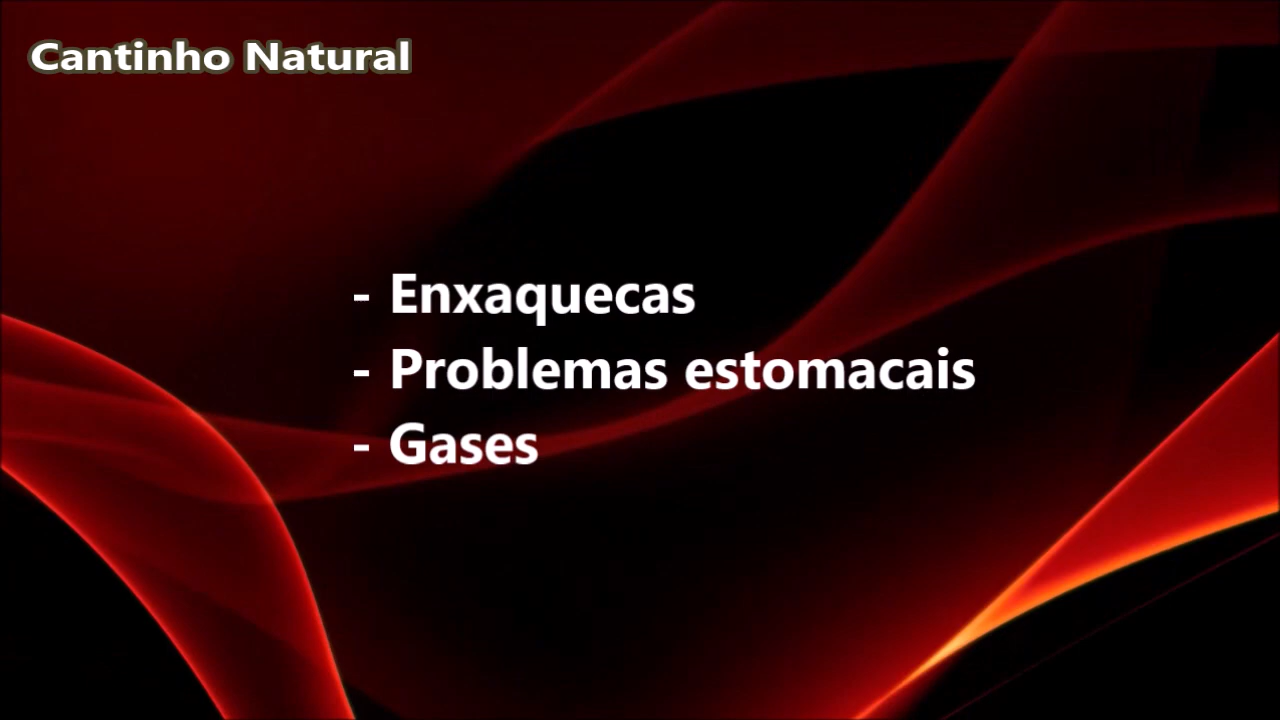 Cantinho Natural
- Enxaquecas
- Problemas estomacais
- Gases